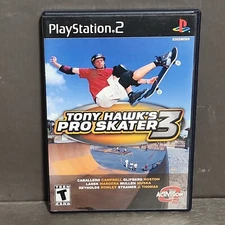 PlayStation 2
TONY HAWK'S
PRO SKATER 3
CABALLERO CAMPBELL GLIFBERG KOSTON
LASEK MARGERA MULLEN MUSKA
REYNOLDS ROWLEY STEAMER THOMAS
TEEN
T
ACTIVISION